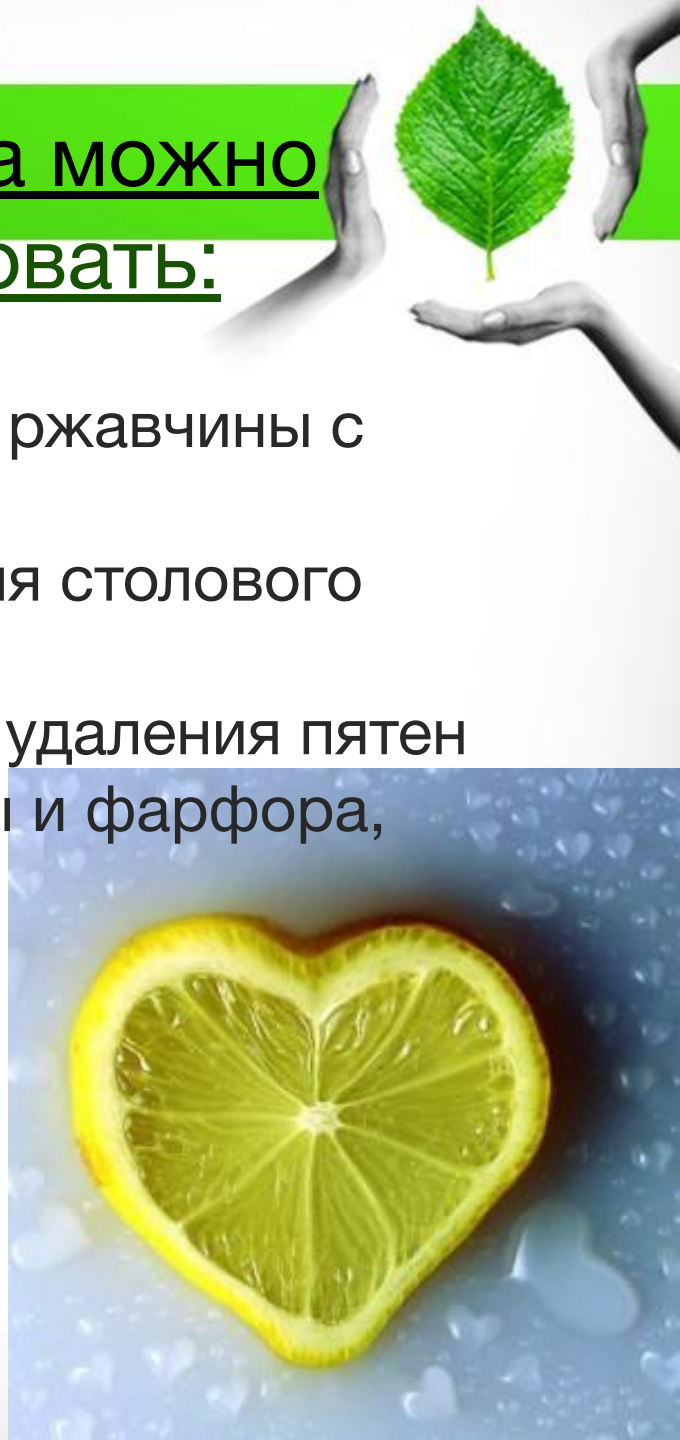 а можно
овать:
ржавчины с
ия столового
удаления пятен
и фарфора,